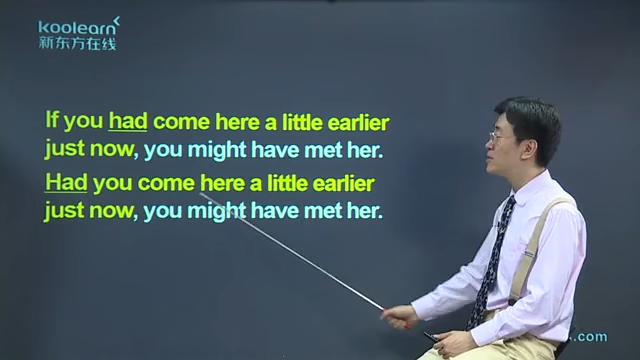 koolearn
新东方在线
If you had come here a little earlier
just now, you might have met her.
Had you come here a little earlier
just now, you might have met her.
.com